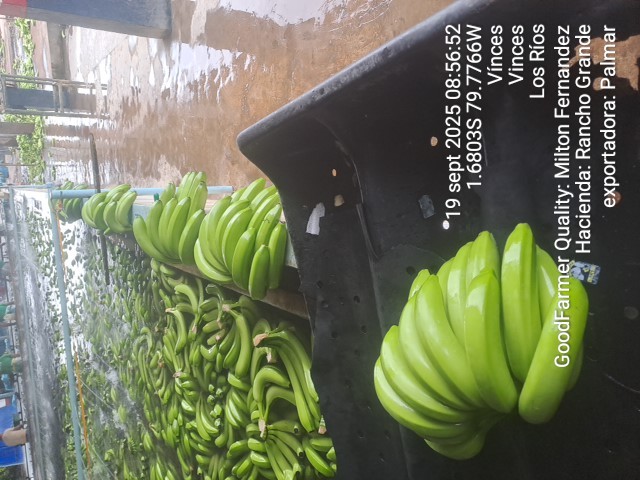 19 sept 2025 08:56:52
1.6803S 79.7766W
Vínces
Vinces
Los Ríos
GoodFarmer Quality: Milton Fernandez
Hacienda: Rancho Grande
exportadora: Palmar